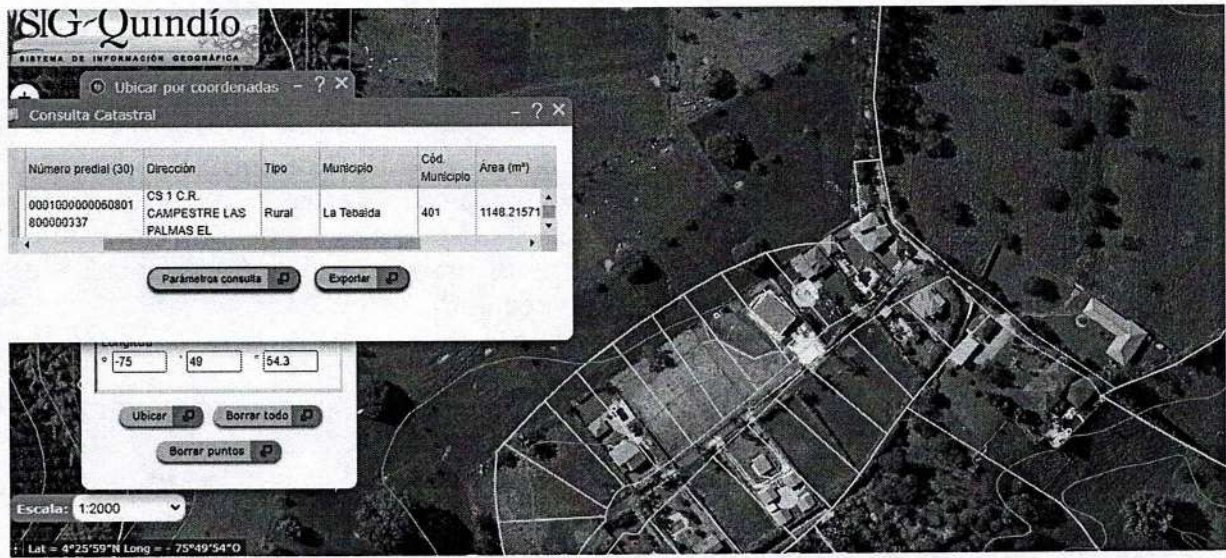 SIG-Quindío
SISTEMA DE INFORMACIÓN GEOGRÁFICA
Ubicar por coordenadas - ? ×
Consulta Catastral - ? ×
Número predial (30) Dirección Tipo Municipio Cód. Municipio Área (m²)
0001000000060801800000337 CS 1 C.R. CAMPESTRE LAS PALMAS EL Rural La Tebaida 401 1148.21571
Parámetros consulta Exportar
Longitud
° -75 ' 49 " 54.3
Ubicar Borrar todo
Borrar puntos
Escala: 1:2000
Lat = 4°25'59"N Long = - 75°49'54"O